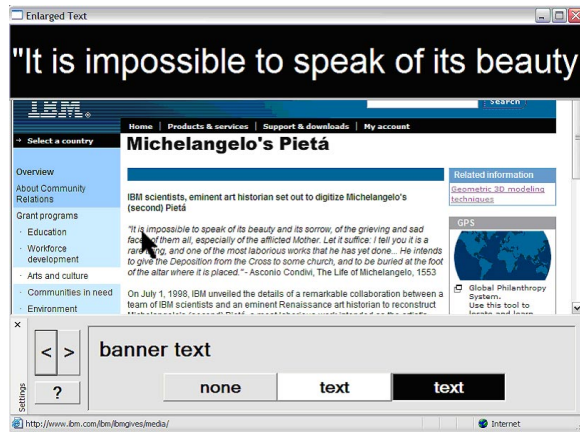 Enlarged Text
"It is impossible to speak of its beauty
IBM®
Search
Home | Products & services | Support & downloads | My account
→ Select a country
Michelangelo's Pietá
Overview
About Community
Relations
Grant programs
· Education
· Workforce
development
· Arts and culture
· Communities in need
· Environment
IBM scientists, eminent art historian set out to digitize Michelangelo's
(second) Pietá
"It is impossible to speak of its beauty and its sorrow, of the grieving and sad
faces of them all, especially of the afflicted Mother. Let it suffice: I tell you it is a
rare thing, and one of the most laborious works that he has yet done... He intends
to give the Deposition from the Cross to some church, and to be buried at the foot
of the altar where it is placed." - Asconio Condivi, The Life of Michelangelo, 1553
On July 1, 1998, IBM unveiled the details of a remarkable collaboration between a
team of IBM scientists and an eminent Renaissance art historian to reconstruct
Related information
Geometric 3D modeling
techniques
GPS
Global Philanthropy
System.
Use this tool to
locate and learn
× 
Settings
< >
?
banner text
none
text
text
http://www.ibm.com/ibm/ibmgives/media/
Internet